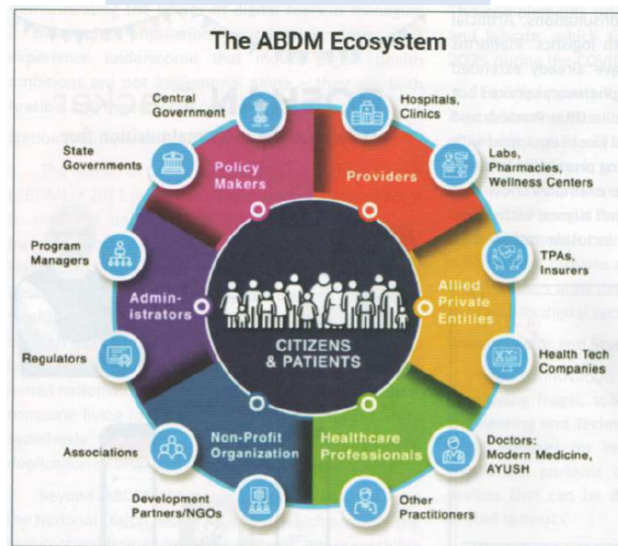 The ABDM Ecosystem
Central
Government
Hospitals,
Clinics
State
Governments
Policy
Makers
Providers
Labs,
Pharmacies,
Wellness Centers
Program
Managers
Admin-
istrators
TPAs,
Insurers
Allied
Private
Entities
CITIZENS
& PATIENTS
Regulators
Health Tech
Companies
Associations
Non-Profit
Organization
Healthcare
Professionals
Doctors:
Modern Medicine,
AYUSH
Development
Partners/NGOs
Other
Practitioners